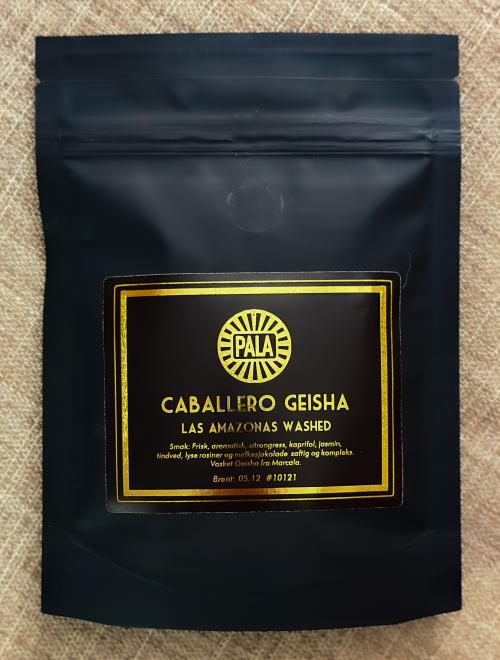 PALA
CABALLERO GEISHA
LAS AMAZONAS WASHED
Smak: Frisk, aromatisk, sitrongress, kaprifol, jasmin,
tindved, lyse rosiner og melkesjokolade saftig og kompleks.
Vasket Geisha fra Marcala.
Brent: 05.12 #10121